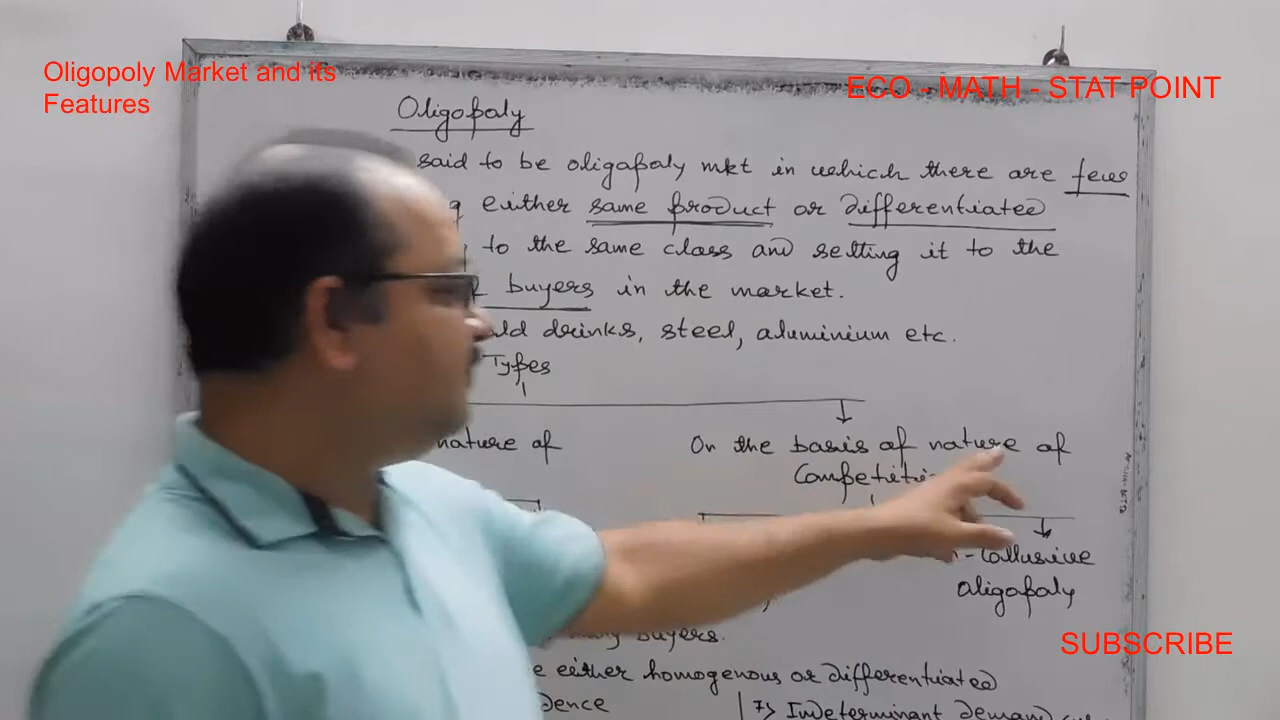 Oligopoly Market and its
Features
ECO - MATH - STAT POINT
Oligopoly
said to be oligopoly mkt in which there are few
either same product or differentiated
to the same class and selling it to the
buyers in the market.
drinks, steel, aluminium etc.
Types
nature of
On the basis of nature of
Competition
Collusive
oligopoly
SUBSCRIBE
many buyers.
either homogenous or differentiated
7) Indeterminant demand